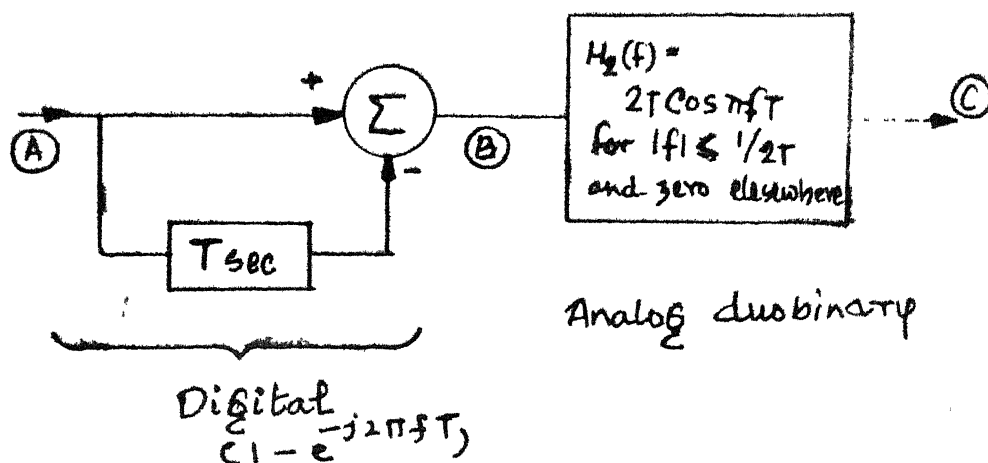 H₂(f) =
2T Cos πfT
for |f| ≤ 1/2T
and zero elsewhere
+
Σ
-
Ⓐ
Ⓑ
Ⓒ
T sec
Analog duobinary
Digital
(1 - e^{-j2πfT})